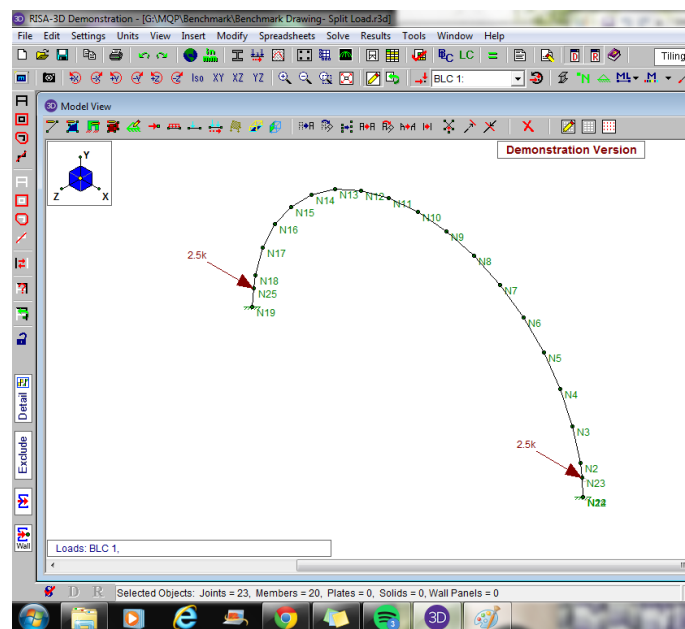 RISA-3D Demonstration - [G:\MQP\Benchmark\Benchmark Drawing- Split Load.r3d]
File Edit Settings Units View Insert Modify Spreadsheets Solve Results Tools Window Help
LC
Tiling
Iso XY XZ YZ
BLC 1:
3D Model View
Demonstration Version
Y
Z X
N14 N13 N12
N15 N11
N16 N10
N17 N9
2.5k
N8
N18
N25
N7
N19
N6
N5
N4
N3
2.5k
N2
N23
Detail
Exclude
Wall
Loads: BLC 1,
D R Selected Objects: Joints = 23, Members = 20, Plates = 0, Solids = 0, Wall Panels = 0
3D